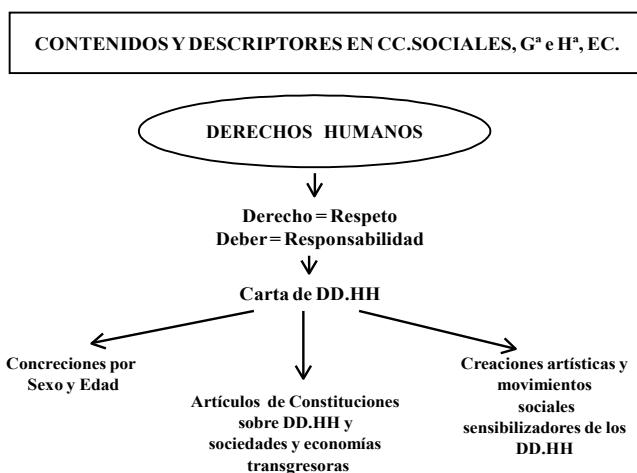 CONTENIDOS Y DESCRIPTORES EN CC.SOCIALES, Gª e Hª, EC.
DERECHOS HUMANOS
Derecho = Respeto
Deber = Responsabilidad
Carta de DD.HH
Concreciones por
Sexo y Edad
Artículos de Constituciones
sobre DD.HH y
sociedades y economías
transgresoras
Creaciones artísticas y
movimientos
sociales
sensibilizadores de los
DD.HH